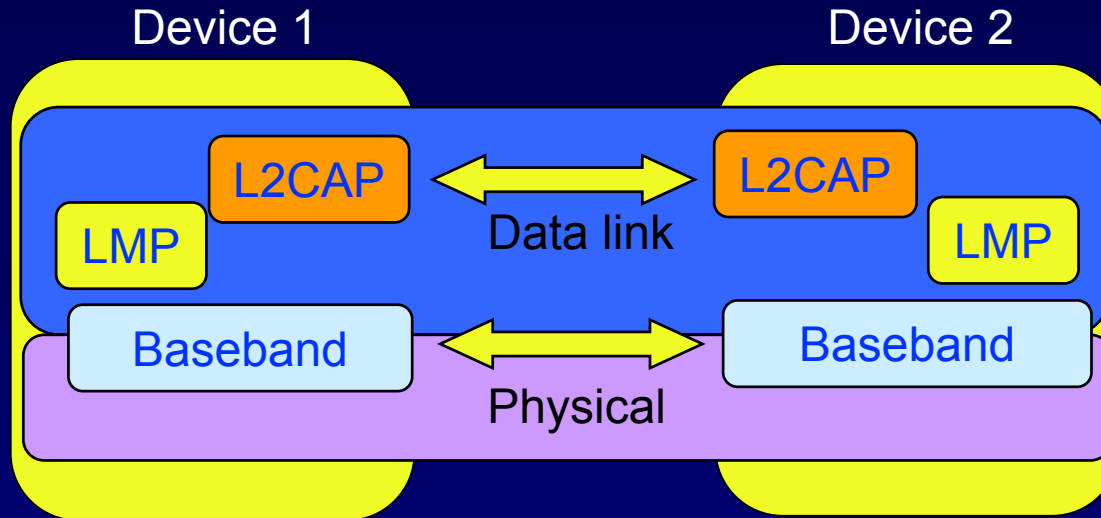 Device 1
Device 2
L2CAP
L2CAP
Data link
LMP
LMP
Baseband
Baseband
Physical